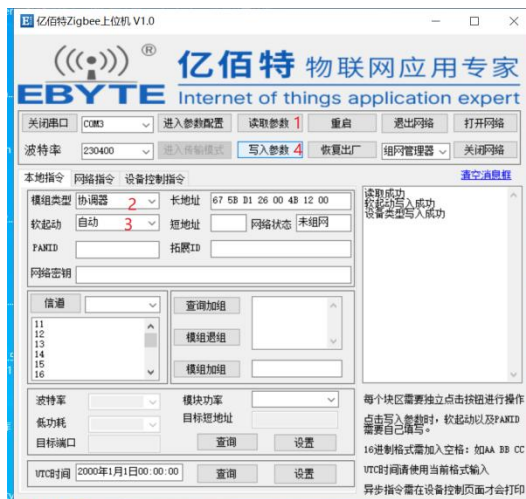 亿佰特Zigbee上位机 V1.0
®
EBYTE
亿佰特 物联网应用专家
Internet of things application expert
关闭串口 COM3 进入参数配置 读取参数 1 重启 退出网络 打开网络
波特率 230400 进入传输模式 写入参数 4 恢复出厂 组网管理器 关闭网络
本地指令 网络指令 设备控制指令 清空消息框
模组类型 协调器 2 长地址 67 5B D1 26 00 4B 12 00
软起动 自动 3 短地址 网络状态 未组网
PANID 拓展ID
网络密钥
读取成功
软起动写入成功
设备类型写入成功
信道
11
12
13
14
15
16
查询加组
模组退组
模组加组
波特率 模块功率
低功耗 目标短地址
目标端口 查询 设置
UTC时间 2000年1月1日00:00:00 查询 设置
每个块区需要独立点击按钮进行操作
点击写入参数时，软起动以及PANID
需要自己填写。
16进制格式需加入空格：如AA BB CC
UTC时间请使用当前格式输入
异步指令需在设备控制页面才会打印